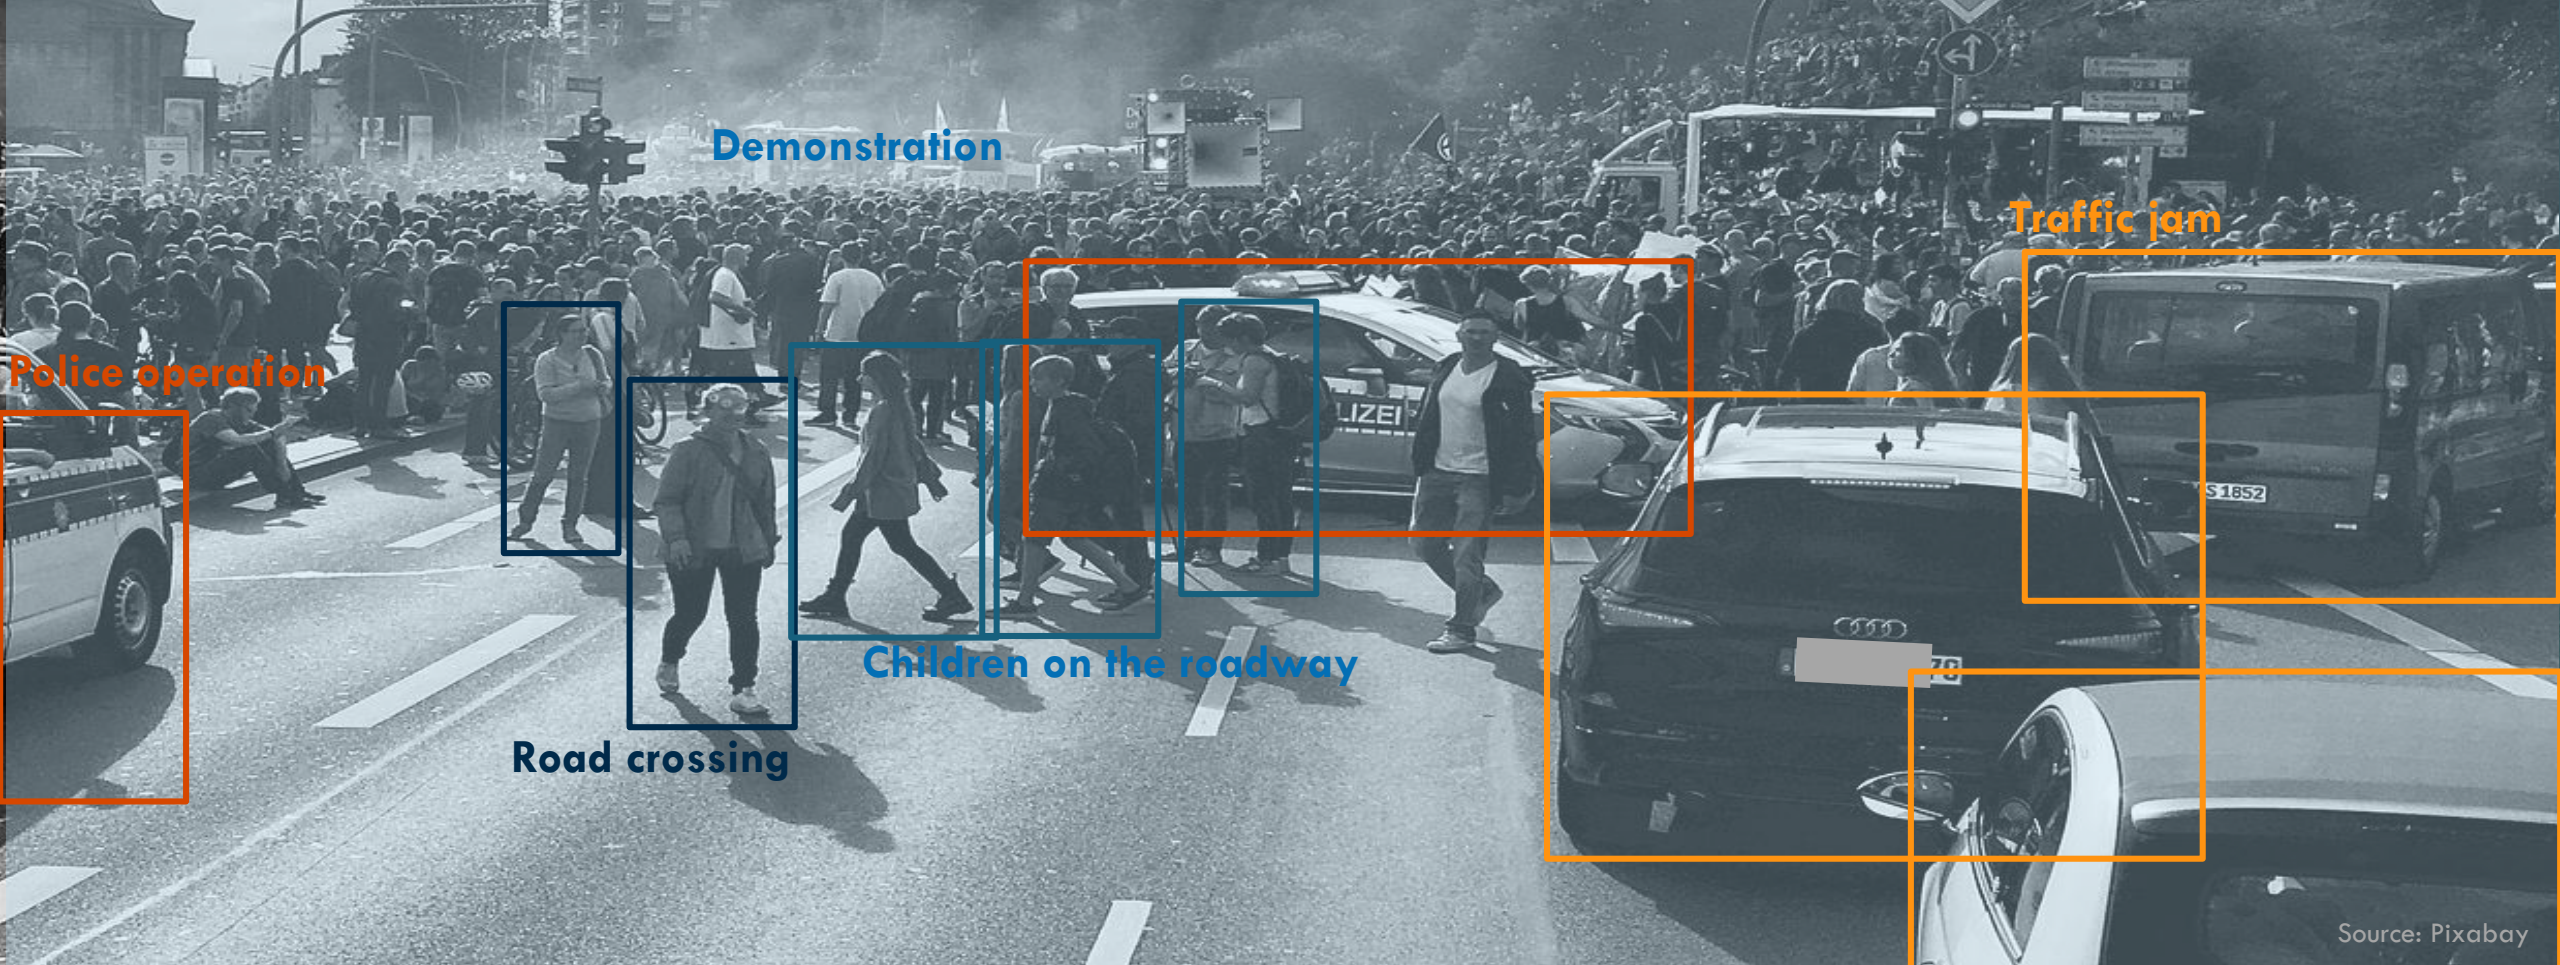 Demonstration
Traffic jam
Police operation
LIZEI
S 1852
Children on the roadway
Road crossing
Source: Pixabay